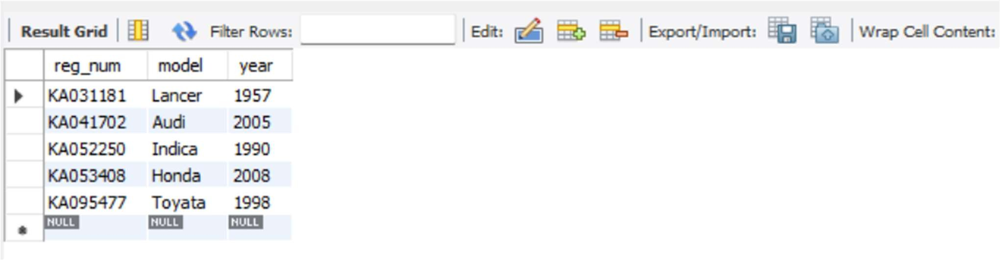 Result Grid Filter Rows: Edit: Export/Import: Wrap Cell Content:
reg_num model year
KA031181 Lancer 1957
KA041702 Audi 2005
KA052250 Indica 1990
KA053408 Honda 2008
KA095477 Toyata 1998
NULL NULL NULL